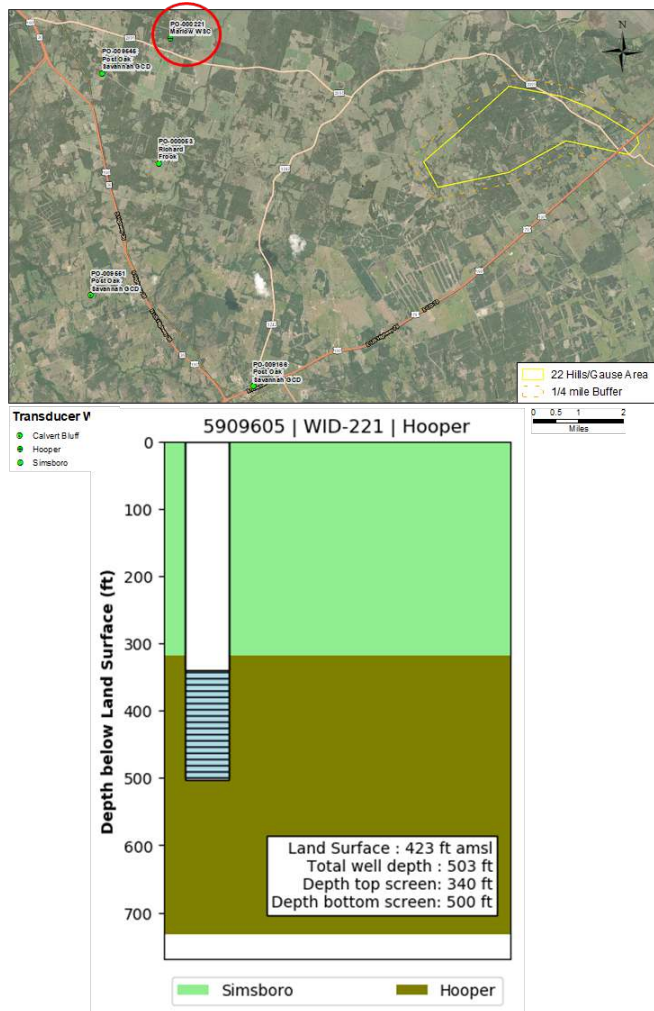 PO-000221
Marlow WSC
N
PO-009645
Post Oak
Savannah GCD
PO-000053
Richard
Frook
PO-009551
Post Oak
Savannah GCD
PO-009166
Post Oak
Savannah GCD
22 Hills/Gause Area
1/4 mile Buffer
Transducer W
Calvert Bluff
Hooper
Simsboro
0 0.5 1 2
Miles
5909605 | WID-221 | Hooper
Depth below Land Surface (ft)
0
100
200
300
400
500
600
700
Land Surface : 423 ft amsl
Total well depth : 503 ft
Depth top screen: 340 ft
Depth bottom screen: 500 ft
Simsboro
Hooper